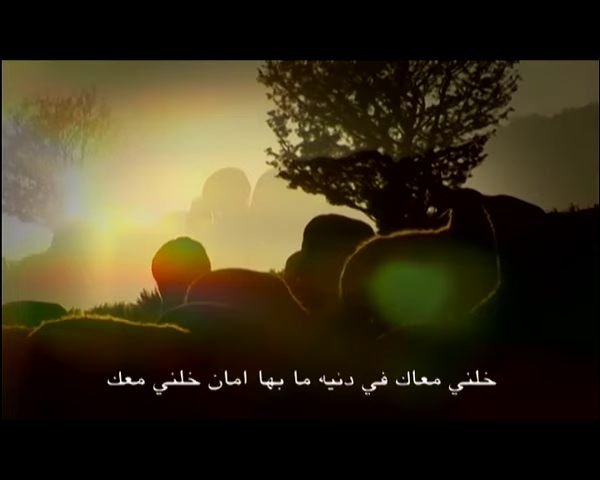 خلني معاك في دنيه ما بها امان خلني معك